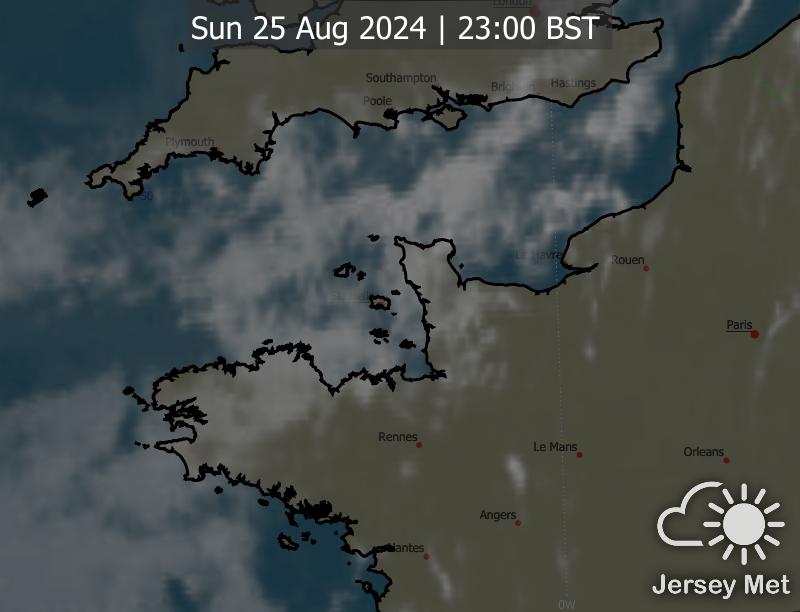 London
Sun 25 Aug 2024 | 23:00 BST
Southampton
Hastings
Poole
Plymouth
50
Le Havre
Rouen
Paris
Rennes
Le Mans
Orleans
Angers
Nantes
Jersey Met
0W